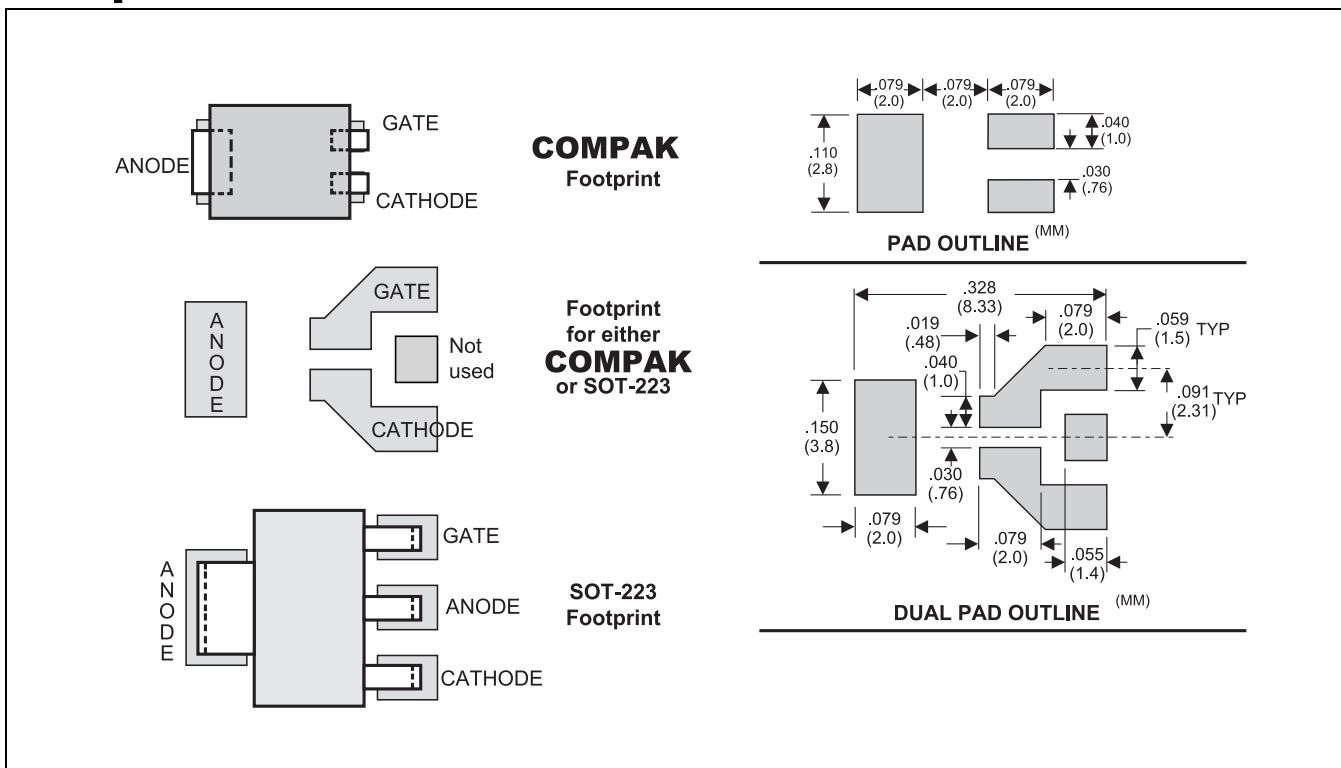 GATE
ANODE
CATHODE
COMPAK
Footprint
.079
(2.0)
.079
(2.0)
.079
(2.0)
.110
(2.8)
.040
(1.0)
.030
(.76)
PAD OUTLINE (MM)
ANODE
GATE
CATHODE
Not
used
Footprint
for either
COMPAK
or SOT-223
.328
(8.33)
.019
(.48)
.079
(2.0)
.059 TYP
(1.5)
.040
(1.0)
.091 TYP
(2.31)
.150
(3.8)
.030
(.76)
.079
(2.0)
.079
(2.0)
.055
(1.4)
DUAL PAD OUTLINE (MM)
ANODE
GATE
ANODE
CATHODE
SOT-223
Footprint